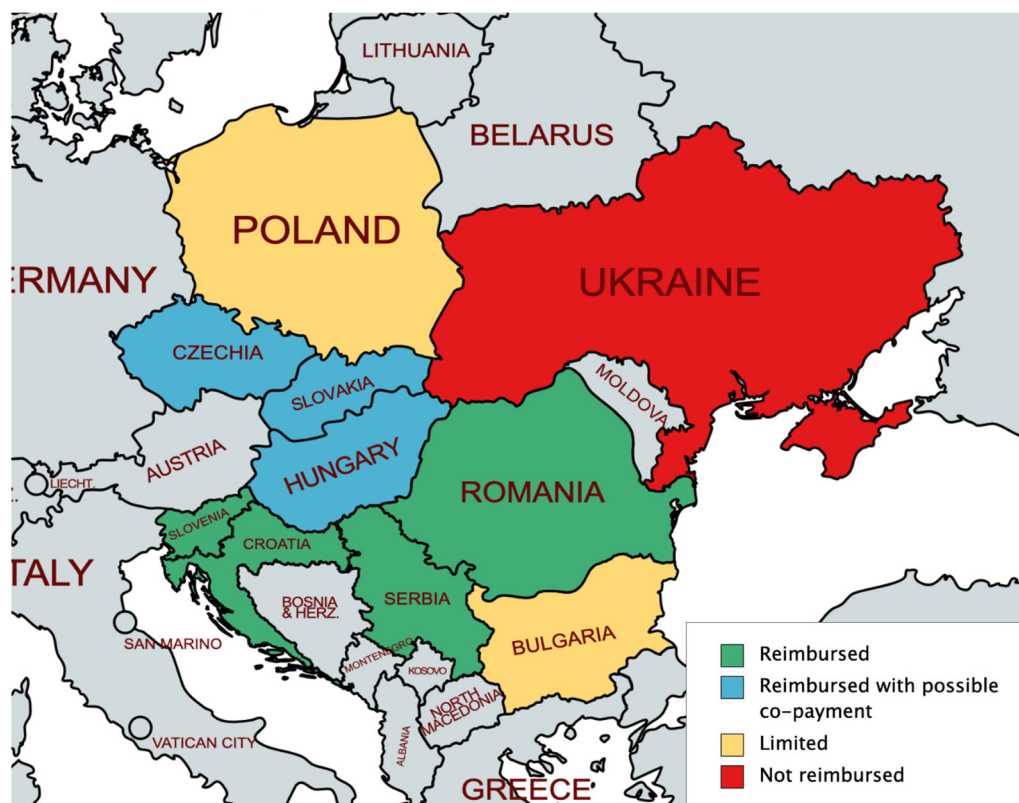 LITHUANIA
BELARUS
POLAND
UKRAINE
ERMANY
CZECHIA
SLOVAKIA
MOLDOVA
AUSTRIA
HUNGARY
LIECHT.
Z.
ROMANIA
SLOVENIA
CROATIA
ITALY
BOSNIA
& HERZ.
SERBIA
SAN MARINO
MONTENEGRO
KOSOVO
BULGARIA
NORTH
MACEDONIA
VATICAN CITY
ALBANIA
GREECE
Reimbursed
Reimbursed with possible
co-payment
Limited
Not reimbursed